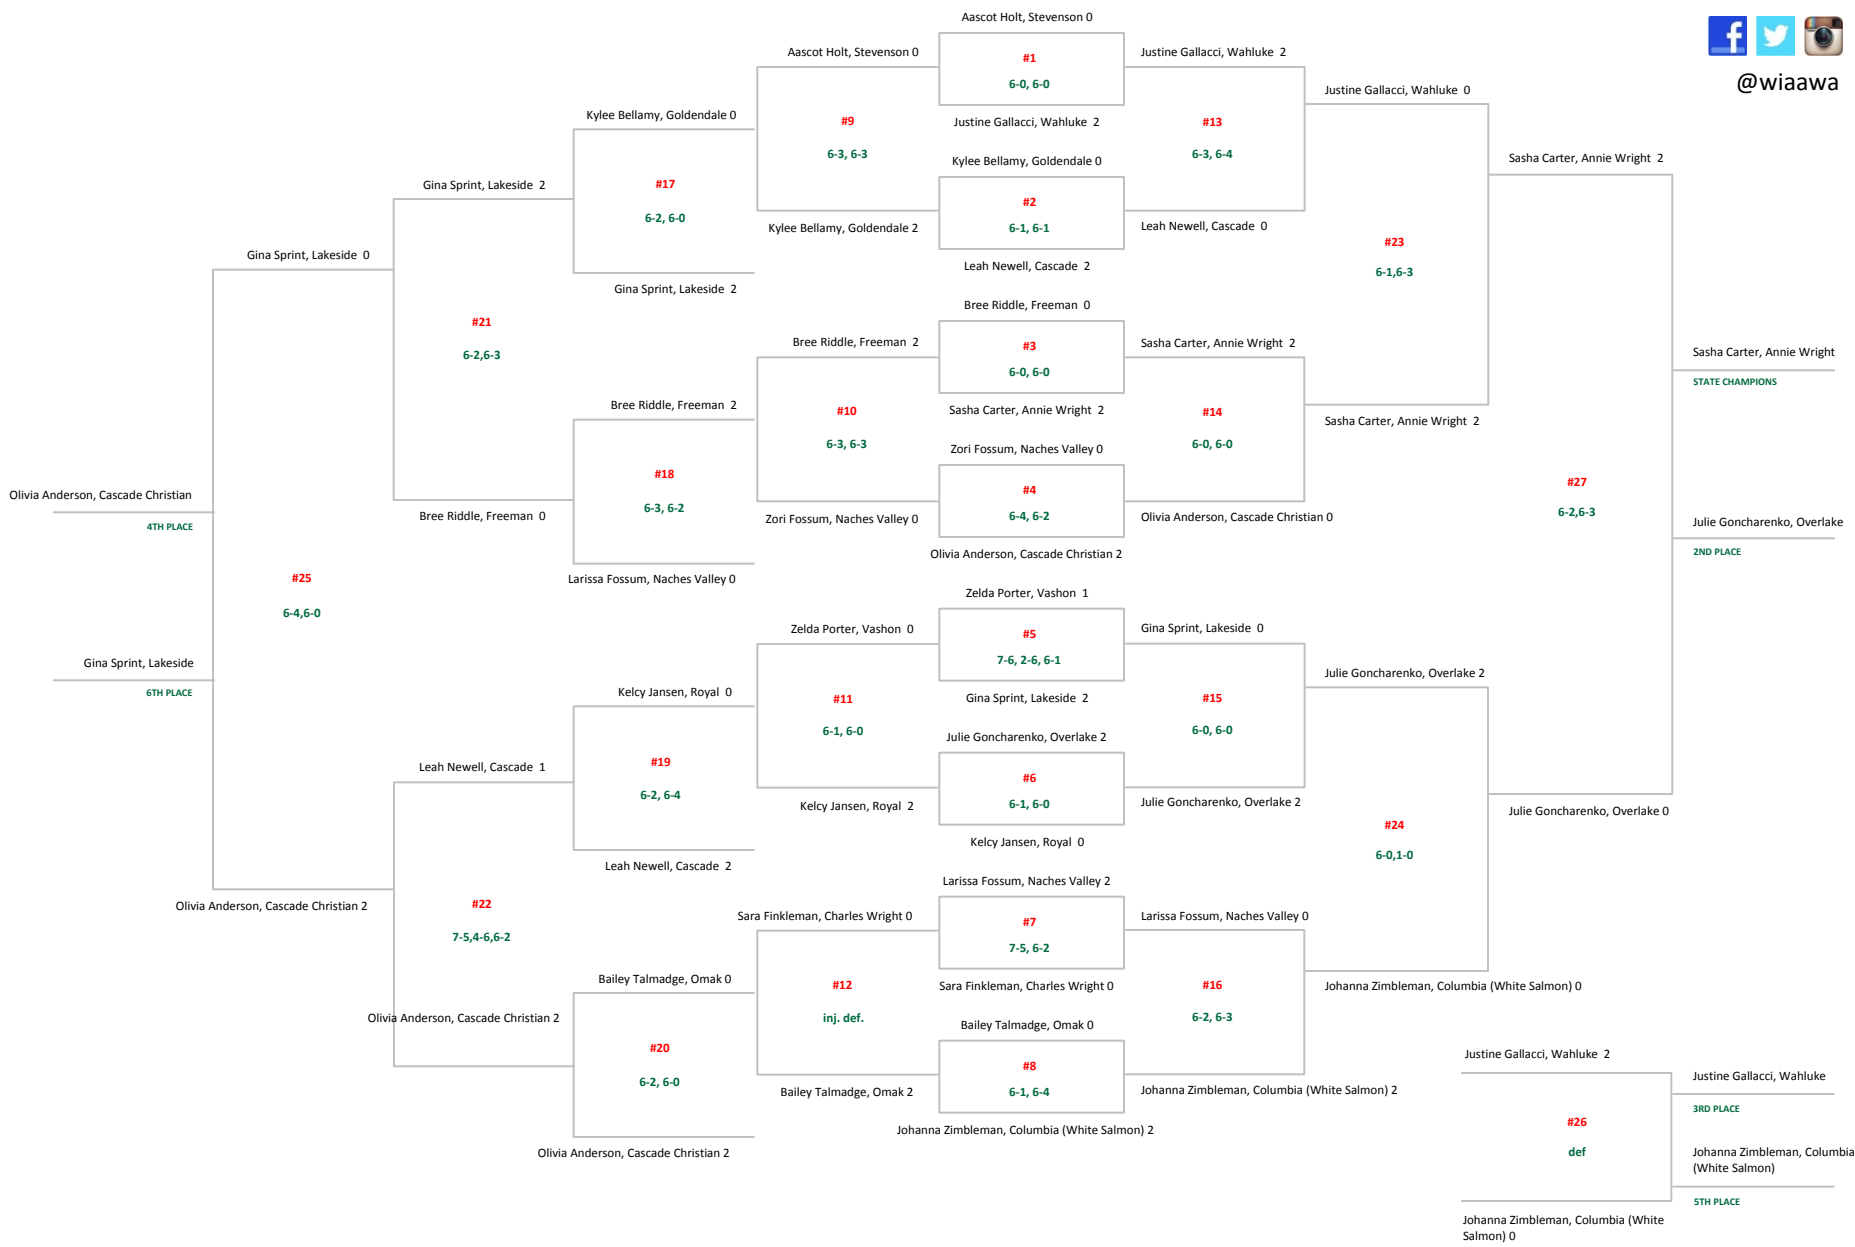 Aascot Holt, Stevenson 0
#1
6-0, 6-0
Justine Gallacci, Wahluke 2
Kylee Bellamy, Goldendale 0
#2
6-1, 6-1
Leah Newell, Cascade 2
Bree Riddle, Freeman 0
#3
6-0, 6-0
Sasha Carter, Annie Wright 2
Zori Fossum, Naches Valley 0
#4
6-4, 6-2
Olivia Anderson, Cascade Christian 2
Zelda Porter, Vashon 1
#5
7-6, 2-6, 6-1
Gina Sprint, Lakeside 2
Julie Goncharenko, Overlake 2
#6
6-1, 6-0
Kelcy Jansen, Royal 0
Larissa Fossum, Naches Valley 2
#7
7-5, 6-2
Sara Finkleman, Charles Wright 0
Bailey Talmadge, Omak 0
#8
6-1, 6-4
Johanna Zimbleman, Columbia (White Salmon) 2
Aascot Holt, Stevenson 0
#9
6-3, 6-3
Kylee Bellamy, Goldendale 2
Bree Riddle, Freeman 2
#10
6-3, 6-3
Zori Fossum, Naches Valley 0
Zelda Porter, Vashon 0
#11
6-1, 6-0
Kelcy Jansen, Royal 2
Sara Finkleman, Charles Wright 0
#12
inj. def.
Bailey Talmadge, Omak 2
Justine Gallacci, Wahluke 2
#13
6-3, 6-4
Leah Newell, Cascade 0
Sasha Carter, Annie Wright 2
#14
6-0, 6-0
Olivia Anderson, Cascade Christian 0
Gina Sprint, Lakeside 0
#15
6-0, 6-0
Julie Goncharenko, Overlake 2
Larissa Fossum, Naches Valley 0
#16
6-2, 6-3
Johanna Zimbleman, Columbia (White Salmon) 2
Kylee Bellamy, Goldendale 0
#17
6-2, 6-0
Gina Sprint, Lakeside 2
Bree Riddle, Freeman 2
#18
6-3, 6-2
Larissa Fossum, Naches Valley 0
Kelcy Jansen, Royal 0
#19
6-2, 6-4
Leah Newell, Cascade 2
Bailey Talmadge, Omak 0
#20
6-2, 6-0
Olivia Anderson, Cascade Christian 2
Gina Sprint, Lakeside 2
#21
6-2,6-3
Bree Riddle, Freeman 0
Leah Newell, Cascade 1
#22
7-5,4-6,6-2
Olivia Anderson, Cascade Christian 2
Justine Gallacci, Wahluke 0
#23
6-1,6-3
Sasha Carter, Annie Wright 2
Julie Goncharenko, Overlake 2
#24
6-0,1-0
Johanna Zimbleman, Columbia (White Salmon) 0
Gina Sprint, Lakeside 0
#25
6-4,6-0
Olivia Anderson, Cascade Christian 2
Olivia Anderson, Cascade Christian
4TH PLACE
Gina Sprint, Lakeside
6TH PLACE
Sasha Carter, Annie Wright 2
#27
6-2,6-3
Julie Goncharenko, Overlake 0
Sasha Carter, Annie Wright
STATE CHAMPIONS
Julie Goncharenko, Overlake
2ND PLACE
Justine Gallacci, Wahluke 2
#26
def
Johanna Zimbleman, Columbia (White
Salmon) 0
Justine Gallacci, Wahluke
3RD PLACE
Johanna Zimbleman, Columbia
(White Salmon)
5TH PLACE
@wiaawa